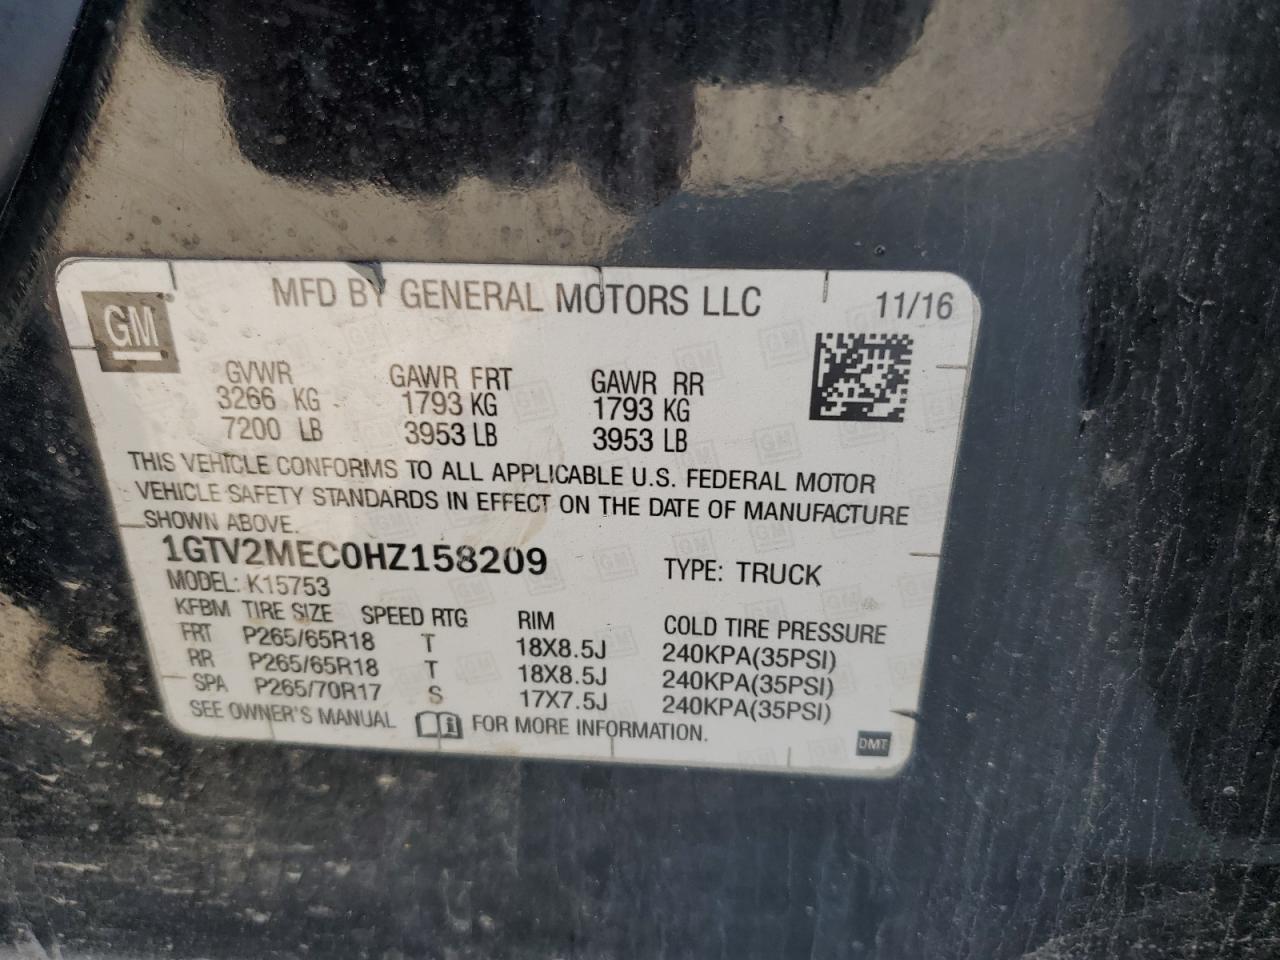 GM
MFD BY GENERAL MOTORS LLC 11/16
GVWR GAWR FRT GAWR RR
3266 KG 1793 KG 1793 KG
7200 LB 3953 LB 3953 LB
THIS VEHICLE CONFORMS TO ALL APPLICABLE U.S. FEDERAL MOTOR
VEHICLE SAFETY STANDARDS IN EFFECT ON THE DATE OF MANUFACTURE
SHOWN ABOVE.
1GTV2MEC0HZ158209 TYPE: TRUCK
MODEL: K15753
KFBM TIRE SIZE SPEED RTG RIM COLD TIRE PRESSURE
FRT P265/65R18 T 18X8.5J 240KPA(35PSI)
RR P265/65R18 T 18X8.5J 240KPA(35PSI)
SPA P265/70R17 S 17X7.5J 240KPA(35PSI)
SEE OWNER'S MANUAL FOR MORE INFORMATION.
DMT